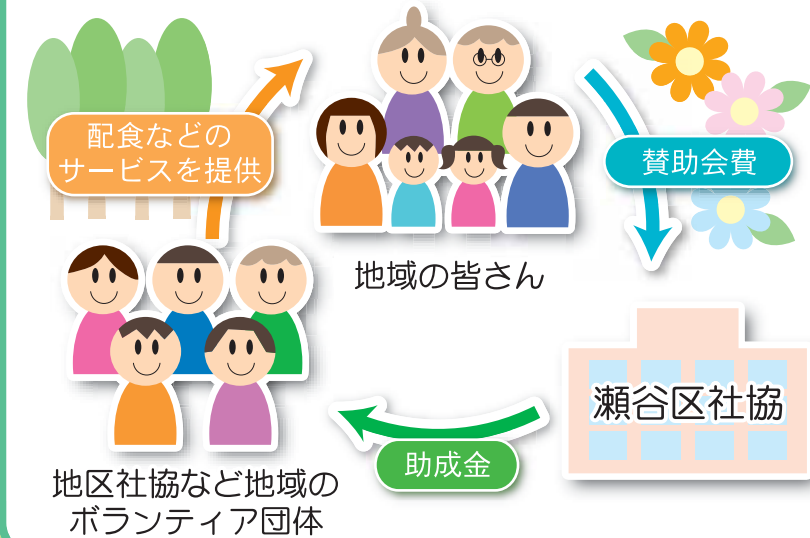 配食などの
サービスを提供
賛助会費
地域の皆さん
瀬谷区社協
助成金
地区社協など地域の
ボランティア団体